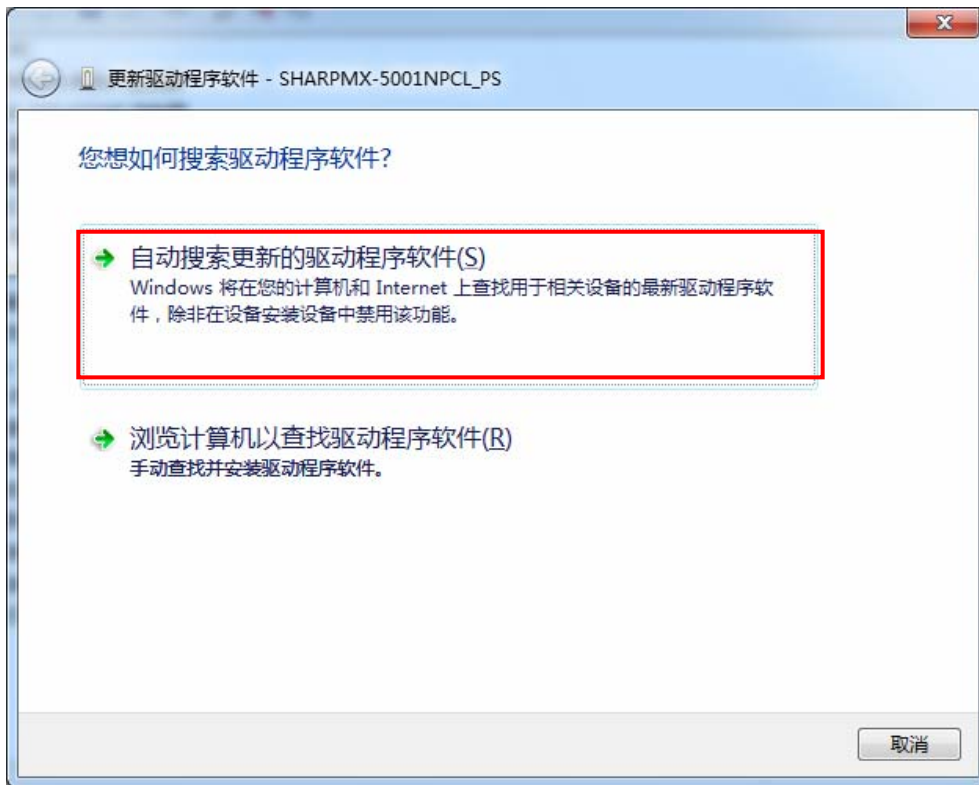 更新驱动程序软件 - SHARPMX-5001NPCL_PS
您想如何搜索驱动程序软件?
自动搜索更新的驱动程序软件(S)
Windows 将在您的计算机和 Internet 上查找用于相关设备的最新驱动程序软
件，除非在设备安装设备中禁用该功能。
浏览计算机以查找驱动程序软件(R)
手动查找并安装驱动程序软件。
取消